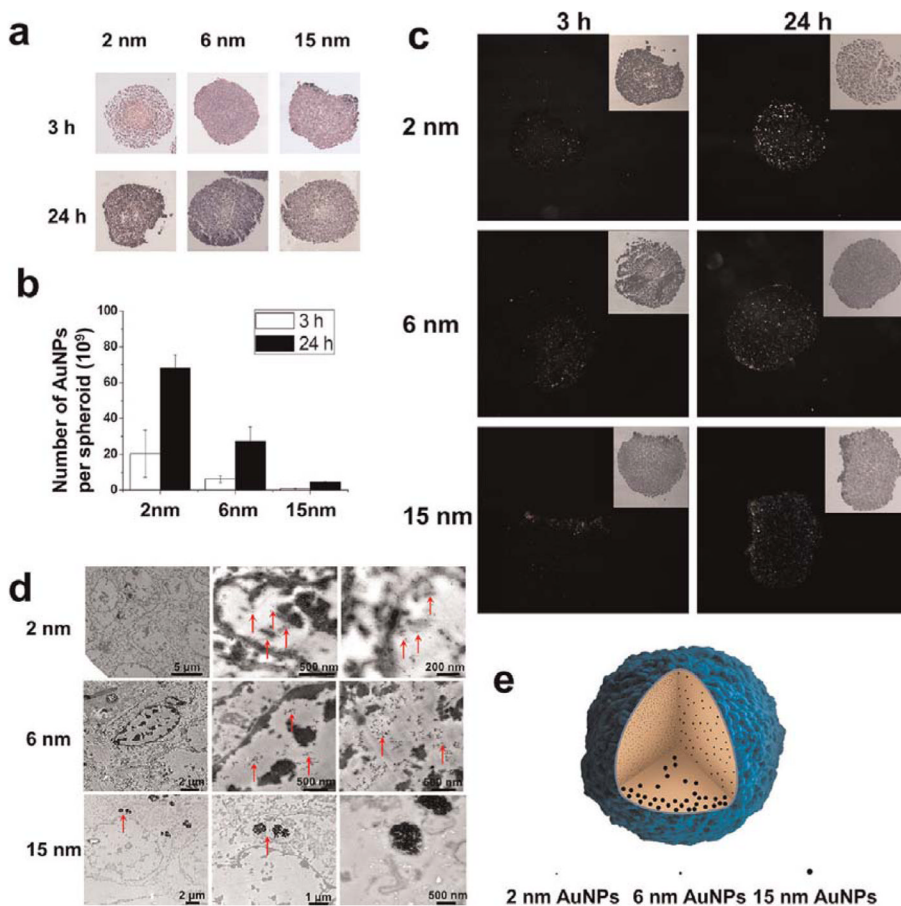 a
2 nm 6 nm 15 nm
3 h
24 h
b
Number of AuNPs
per spheroid (10⁹)
100
80
60
40
20
0
3 h
24 h
2nm 6nm 15nm
c
3 h 24 h
2 nm
6 nm
15 nm
d
2 nm
5 µm 500 nm 200 nm
6 nm
2 µm 500 nm 500 nm
15 nm
2 µm 1 µm 500 nm
e
2 nm AuNPs 6 nm AuNPs 15 nm AuNPs